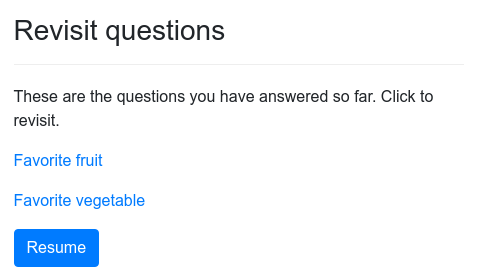 Revisit questions
These are the questions you have answered so far. Click to
revisit.
Favorite fruit
Favorite vegetable
Resume